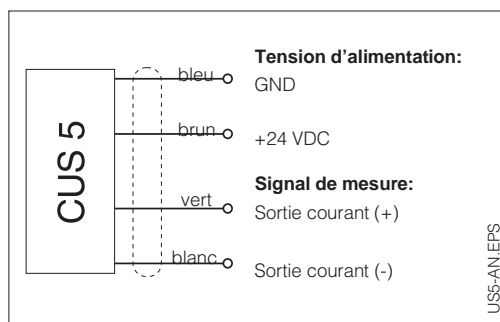 Tension d'alimentation:
bleu
GND
brun
+24 VDC
CUS 5
Signal de mesure:
vert
Sortie courant (+)
blanc
Sortie courant (-)
US5-AN.EPS